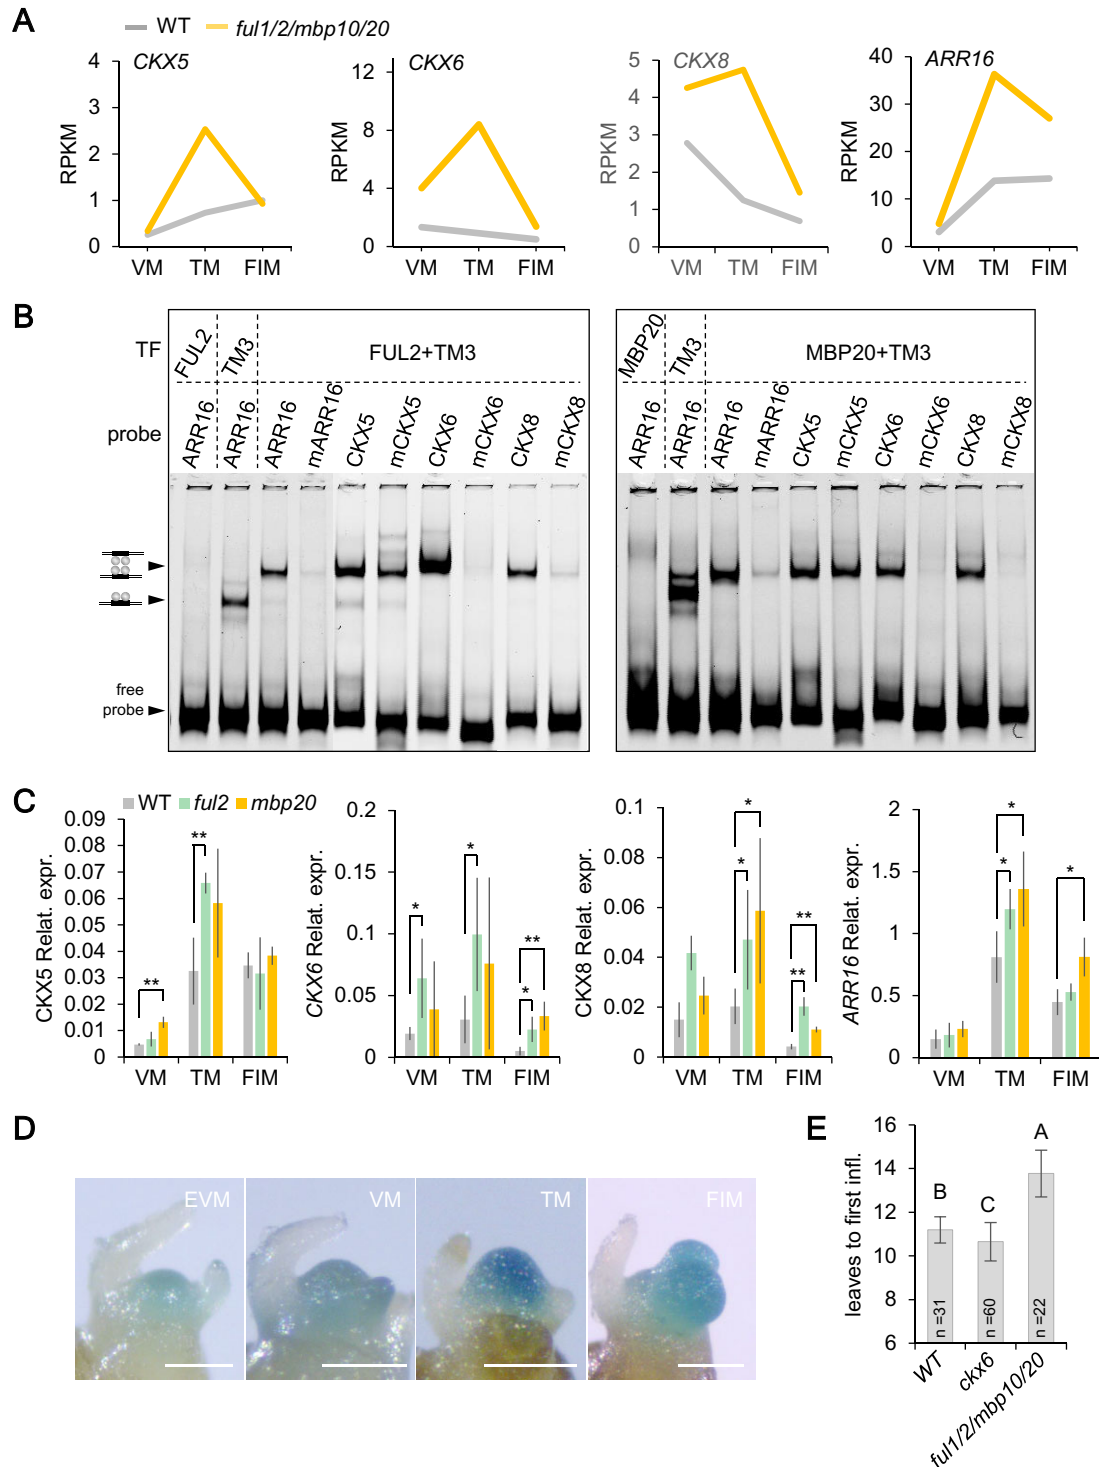 A
WT ful1/2/mbp10/20
CKX5
CKX6
CKX8
ARR16
RPKM
4
3
2
1
0
VM TM FIM
RPKM
12
8
4
0
VM TM FIM
RPKM
5
4
3
2
1
0
VM TM FIM
RPKM
40
30
20
10
0
VM TM FIM
B
TF
FUL2
TM3
FUL2+TM3
MBP20
TM3
MBP20+TM3
probe
ARR16 ARR16 ARR16 mARR16 CKX5 mCKX5 CKX6 mCKX6 CKX8 mCKX8
ARR16 ARR16 ARR16 mARR16 CKX5 mCKX5 CKX6 mCKX6 CKX8 mCKX8
free
probe
C
WT ful2 mbp20
CKX5 Relat. expr.
0.09
0.08
0.07
0.06
0.05
0.04
0.03
0.02
0.01
0
** **
VM TM FIM
CKX6 Relat. expr.
0.2
0.15
0.1
0.05
0
* * * **
VM TM FIM
CKX8 Relat. expr.
0.1
0.08
0.06
0.04
0.02
0
* * ** **
VM TM FIM
ARR16 Relat. expr.
2
1.5
1
0.5
0
* * *
VM TM FIM
D
EVM
VM
TM
FIM
E
leaves to first infl.
16
14
12
10
8
6
B
C
A
n =31
n =60
n =22
WT
ckx6
ful1/2/mbp10/20